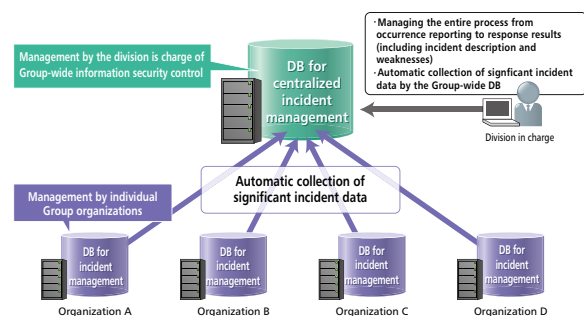 Management by the division is charge of
Group-wide information security control
DB for
centralized
incident
management
·Managing the entire process from
occurrence reporting to response results
(including incident description and
weaknesses)
·Automatic collection of signficant incident
data by the Group-wide DB
Division in charge
Automatic collection of
significant incident data
Management by individual
Group organizations
DB for
incident
management
Organization A
DB for
incident
management
Organization B
DB for
incident
management
Organization C
DB for
incident
management
Organization D